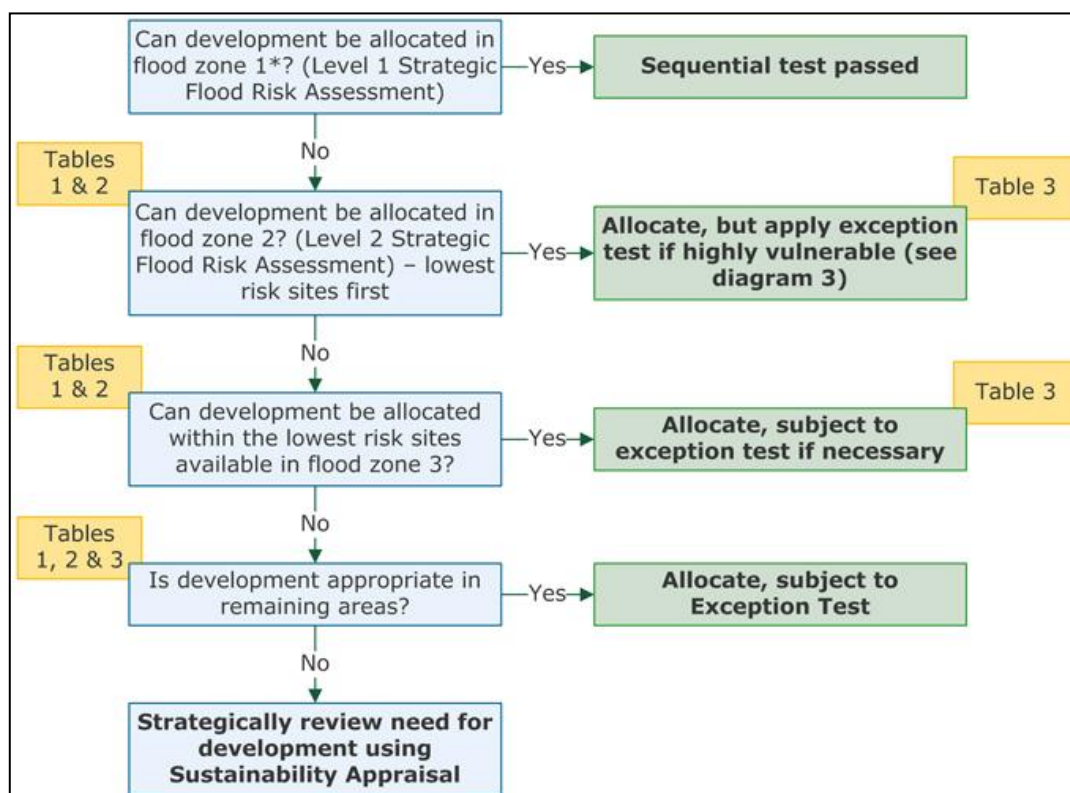 Can development be allocated in
flood zone 1*? (Level 1 Strategic
Flood Risk Assessment)
Yes
Sequential test passed
No
Tables
1 & 2
Can development be allocated in
flood zone 2? (Level 2 Strategic
Flood Risk Assessment) – lowest
risk sites first
Yes
Table 3
Allocate, but apply exception
test if highly vulnerable (see
diagram 3)
No
Tables
1 & 2
Can development be allocated
within the lowest risk sites
available in flood zone 3?
Yes
Table 3
Allocate, subject to
exception test if necessary
No
Tables
1, 2 & 3
Is development appropriate in
remaining areas?
Yes
Allocate, subject to
Exception Test
No
Strategically review need for
development using
Sustainability Appraisal